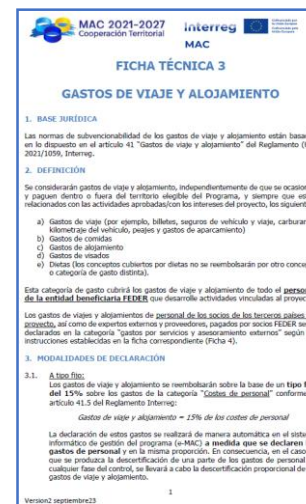 MAC 2021-2027
Cooperación Territorial
Interreg
MAC
FICHA TÉCNICA 3
GASTOS DE VIAJE Y ALOJAMIENTO
1. BASE JURÍDICA
Las normas de subvencionabilidad de los gastos de viaje y alojamiento están basa
en lo dispuesto en el artículo 41 "Gastos de viaje y alojamiento" del Reglamento (
2021/1059, Interreg.
2. DEFINICIÓN
Se considerarán gastos de viaje y alojamiento, independientemente de que se ocasion
y paguen dentro o fuera del territorio elegible del Programa, y siempre que est
relacionados con las actividades aprobadas/con los intereses del proyecto, los siguient
a) Gastos de viaje (por ejemplo, billetes, seguros de vehículo y viaje, carburan
kilometraje del vehículo, peajes y gastos de aparcamiento)
b) Gastos de comidas
c) Gastos de alojamiento
d) Gastos de visados
e) Dietas (los conceptos cubiertos por dietas no se reembolsarán por otro conce
o categoría de gasto distinta).
Esta categoría de gasto cubrirá los gastos de viaje y alojamiento de todo el person
de la entidad beneficiaria FEDER que desarrolle actividades vinculadas al proyec
Los gastos de viajes y alojamientos de personal de los socios de los terceros países
proyecto, así como de expertos externos y proveedores, pagados por socios FEDER se
declarados en la categoría "gastos por servicios y asesoramiento externos" según
instrucciones establecidas en la ficha correspondiente (Ficha 4).
3. MODALIDADES DE DECLARACIÓN
3.1. A tipo fijo:
Los gastos de viaje y alojamiento se reembolsarán sobre la base de un tipo f
del 15% sobre los gastos de la categoría "Costes de personal" conforme
artículo 41.5 del Reglamento Interreg:
Gastos de viaje y alojamiento = 15% de los costes de personal
La declaración de estos gastos se realizará de manera automática en el siste
informático de gestión del programa (e-MAC) a medida que se declaren
gastos de personal y en la misma proporción. En consecuencia, en el caso
que se produzca la descertificación de una parte de los gastos de personal
cualquier fase del control, se llevará a cabo la descertificación proporcional de
gastos de viaje y alojamiento.
1
Version2 septiembre23